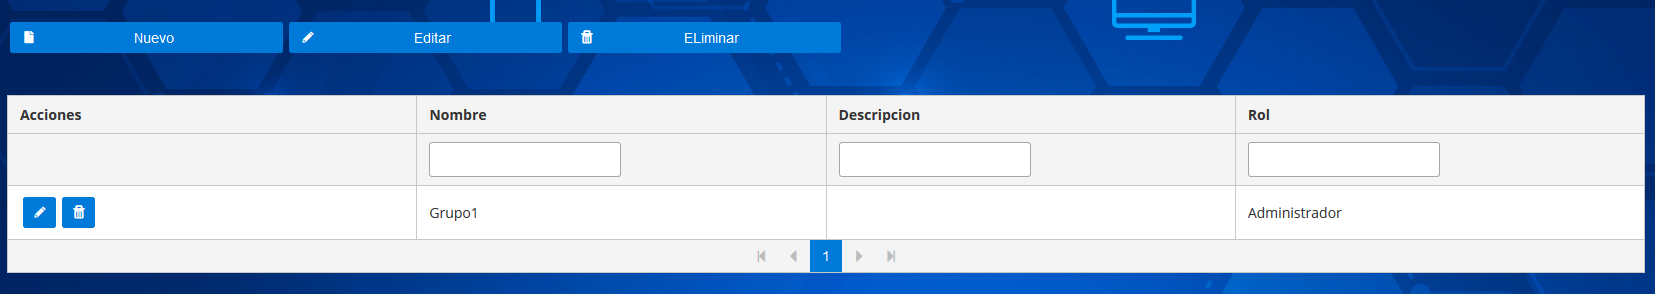 Nuevo Editar ELiminar
Acciones Nombre Descripcion Rol
Grupo1 Administrador
1